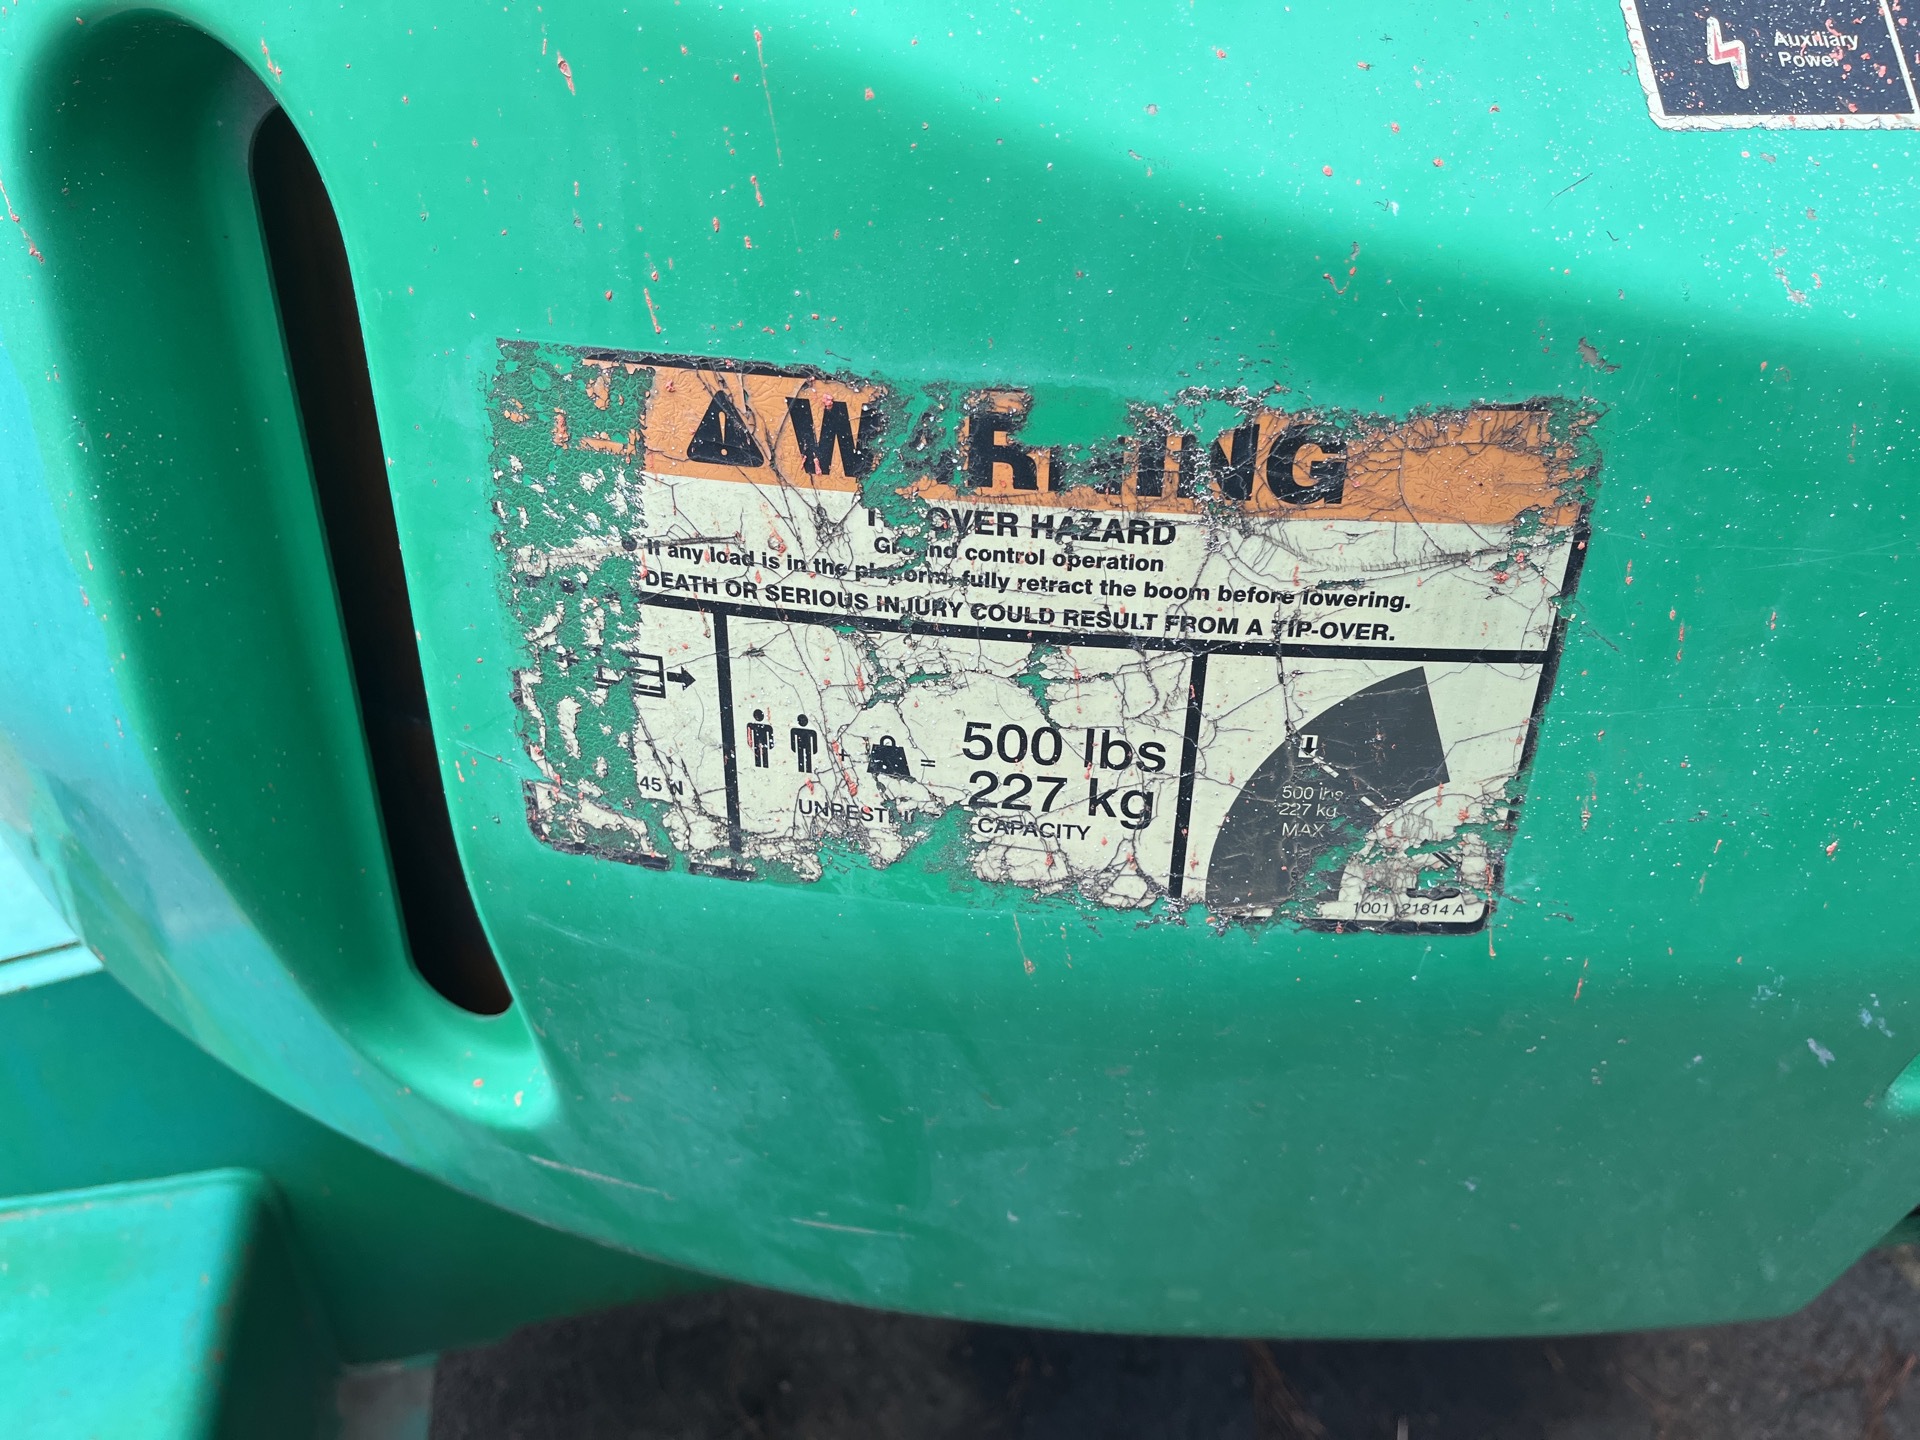 Auxiliary
Power
WARNING
TIP-OVER HAZARD
Ground control operation
If any load is in the platform, fully retract the boom before lowering.
DEATH OR SERIOUS INJURY COULD RESULT FROM A TIP-OVER.
+ = 500 lbs
227 kg
CAPACITY
500 lbs
227 kg
MAX